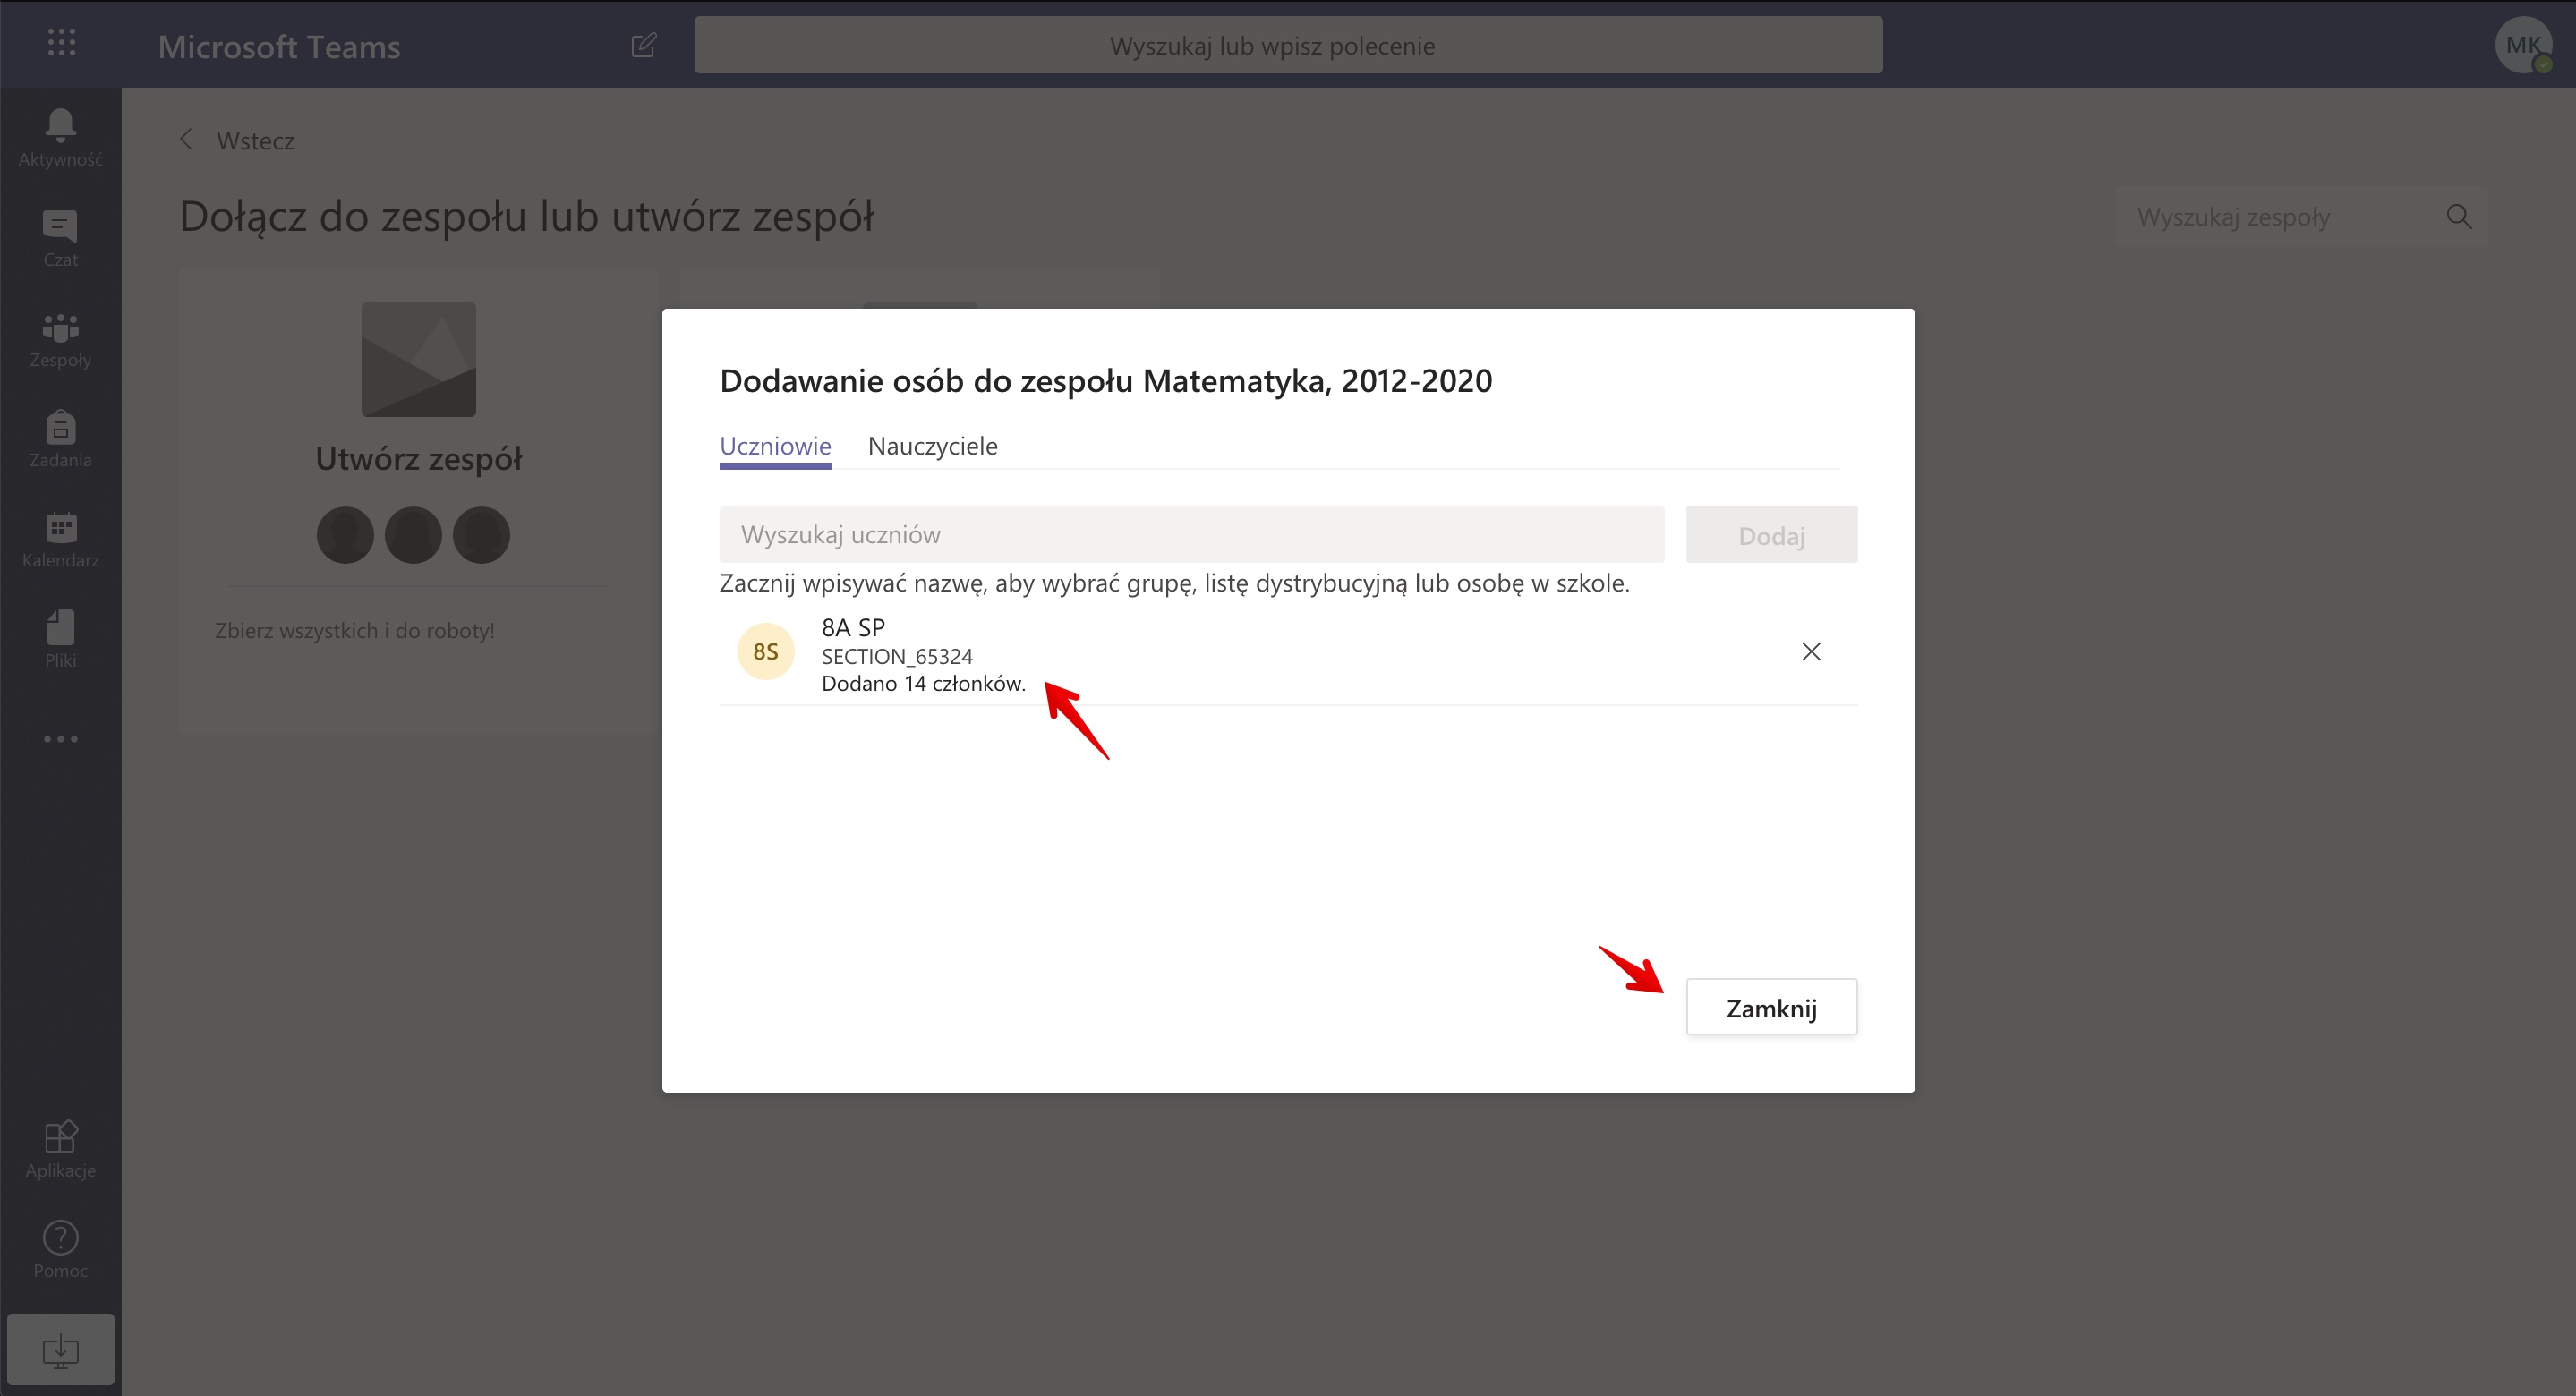 Microsoft Teams
Wyszukaj lub wpisz polecenie
MK
Aktywność
Czat
Zespoły
Zadania
Kalendarz
Pliki
Aplikacje
Pomoc
Wstecz
Dołącz do zespołu lub utwórz zespół
Wyszukaj zespoły
Utwórz zespół
Zbierz wszystkich i do roboty!
Dodawanie osób do zespołu Matematyka, 2012-2020
Uczniowie Nauczyciele
Wyszukaj uczniów
Dodaj
Zacznij wpisywać nazwę, aby wybrać grupę, listę dystrybucyjną lub osobę w szkole.
8S
8A SP
SECTION_65324
Dodano 14 członków.
Zamknij